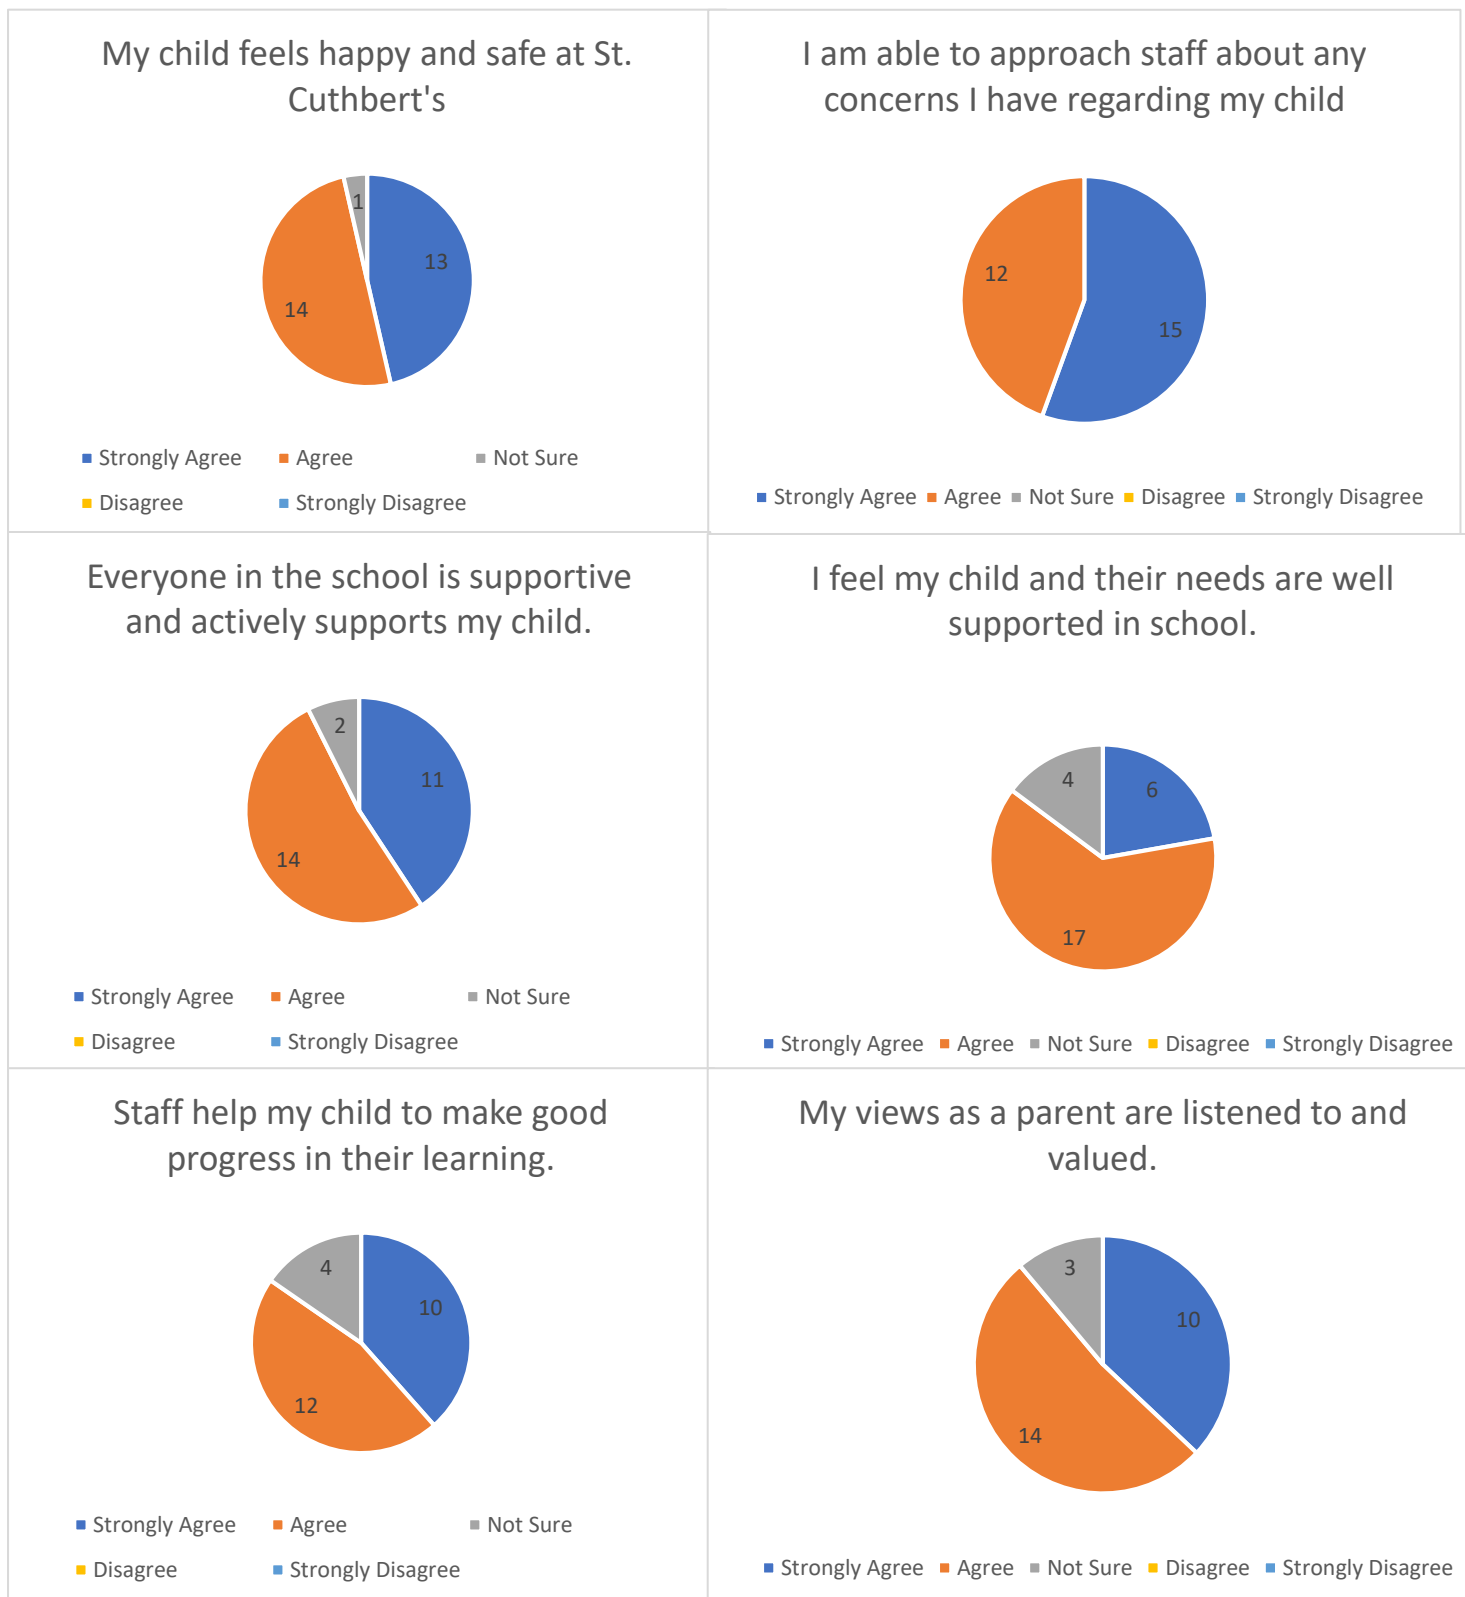 My child feels happy and safe at St.
Cuthbert's
1
13
14
Strongly Agree Agree Not Sure
Disagree Strongly Disagree
I am able to approach staff about any
concerns I have regarding my child
12
15
Strongly Agree Agree Not Sure Disagree Strongly Disagree
Everyone in the school is supportive
and actively supports my child.
2
11
14
Strongly Agree Agree Not Sure
Disagree Strongly Disagree
I feel my child and their needs are well
supported in school.
4
6
17
Strongly Agree Agree Not Sure Disagree Strongly Disagree
Staff help my child to make good
progress in their learning.
4
10
12
Strongly Agree Agree Not Sure
Disagree Strongly Disagree
My views as a parent are listened to and
valued.
3
10
14
Strongly Agree Agree Not Sure Disagree Strongly Disagree